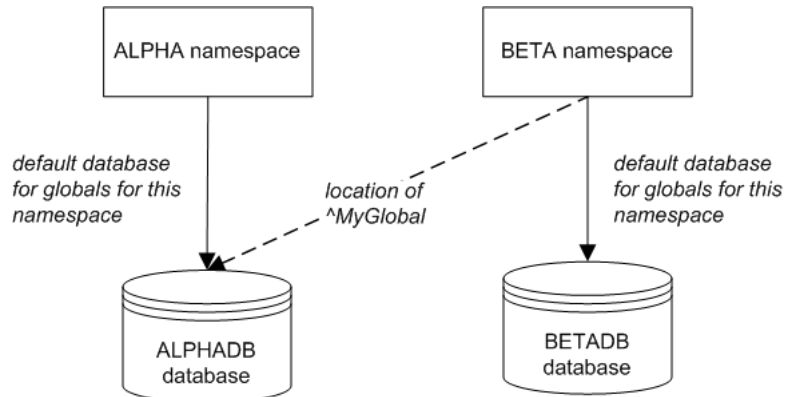 ALPHA namespace
BETA namespace
default database
for globals for this
namespace
location of
^MyGlobal
default database
for globals for this
namespace
ALPHADB
database
BETADB
database